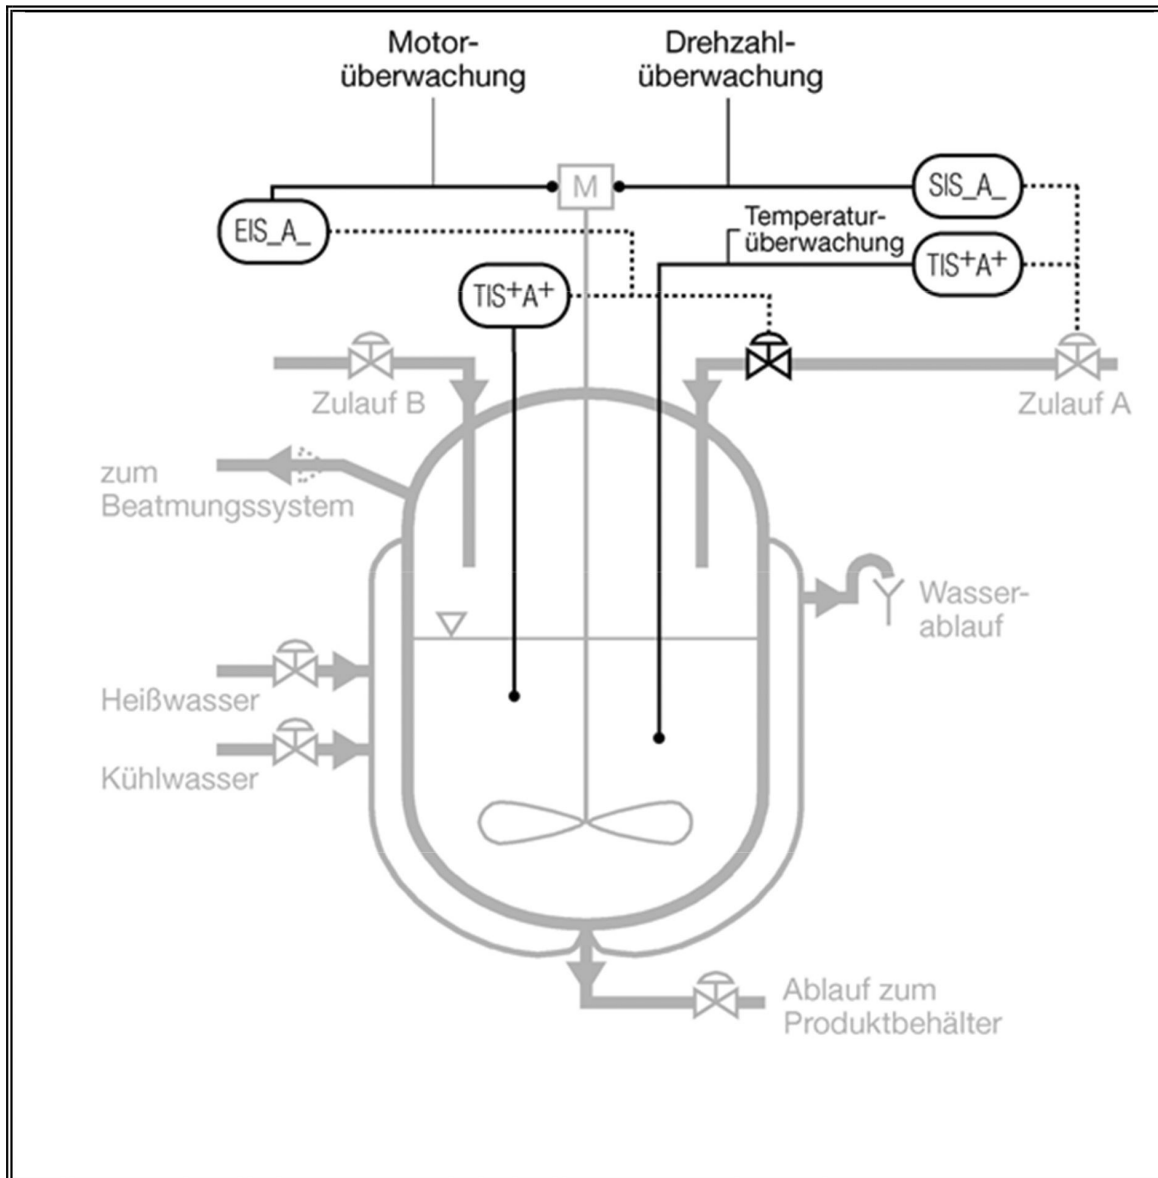 Motor-
überwachung
Drehzahl-
überwachung
M
SIS_A_
EIS_A_
Temperatur-
überwachung
TIS⁺A⁺
TIS⁺A⁺
Zulauf B
Zulauf A
zum
Beatmungssystem
Wasser-
ablauf
Heißwasser
Kühlwasser
Ablauf zum
Produktbehälter